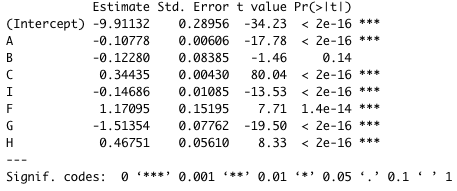 Estimate Std. Error t value Pr(>|t|)
(Intercept) -9.91132 0.28956 -34.23 < 2e-16 ***
A -0.10778 0.00606 -17.78 < 2e-16 ***
B -0.12280 0.08385 -1.46 0.14
C 0.34435 0.00430 80.04 < 2e-16 ***
I -0.14686 0.01085 -13.53 < 2e-16 ***
F 1.17095 0.15195 7.71 1.4e-14 ***
G -1.51354 0.07762 -19.50 < 2e-16 ***
H 0.46751 0.05610 8.33 < 2e-16 ***
---
Signif. codes: 0 ‘***’ 0.001 ‘**’ 0.01 ‘*’ 0.05 ‘.’ 0.1 ‘ ’ 1